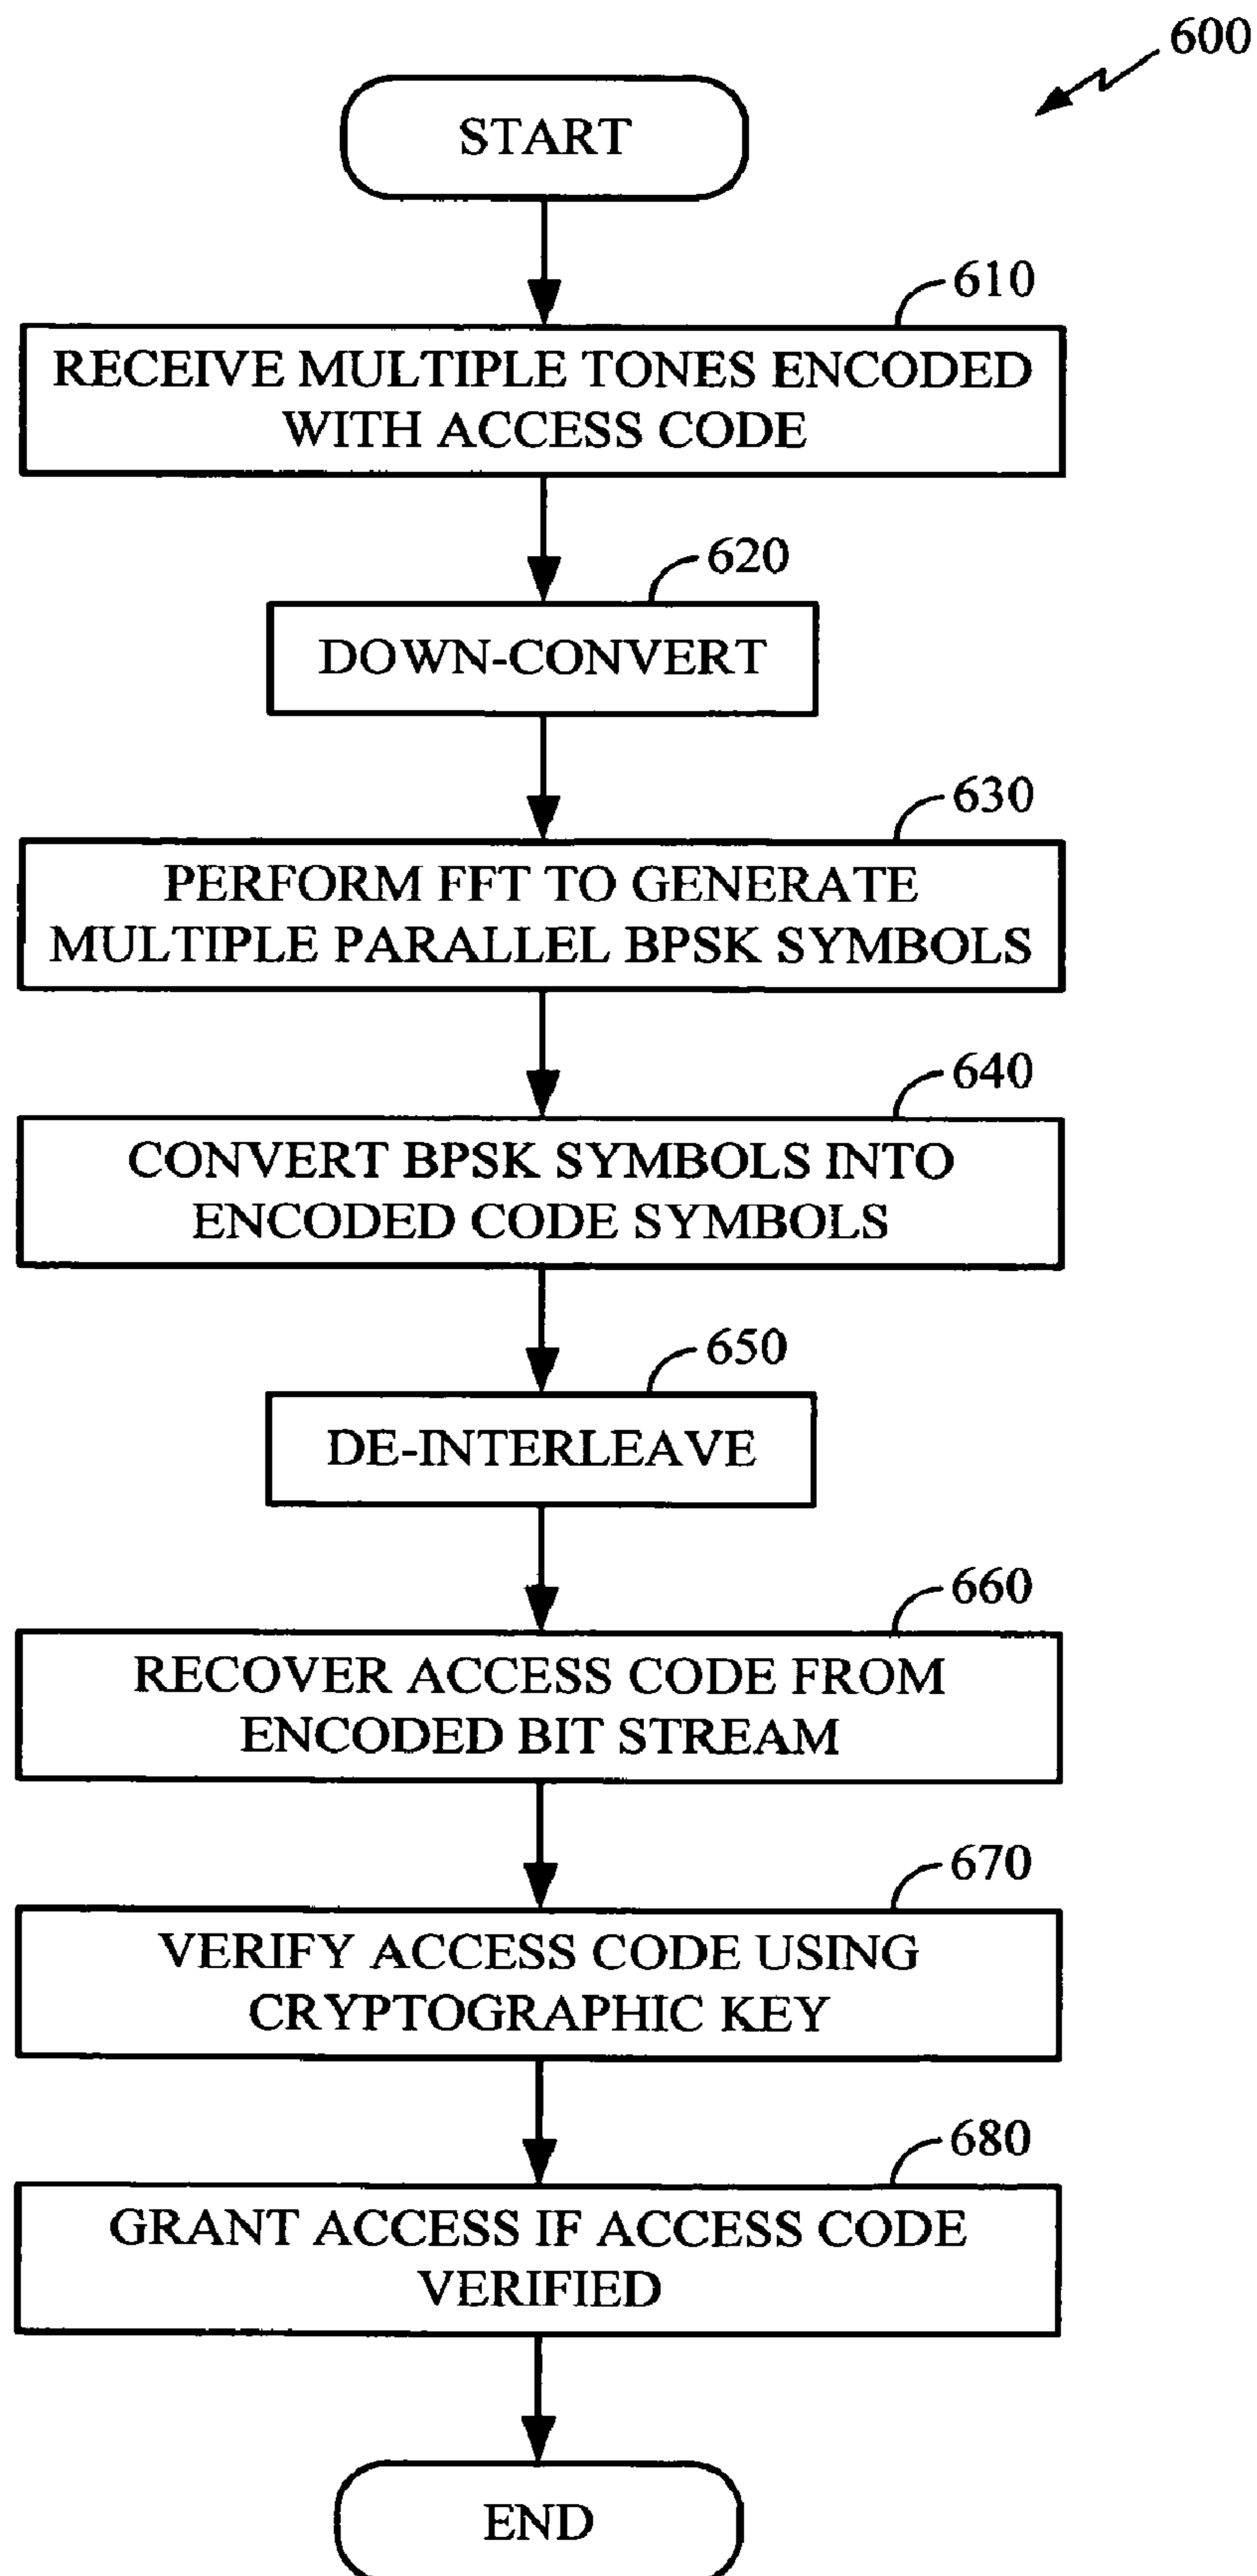 600
START
610
RECEIVE MULTIPLE TONES ENCODED
WITH ACCESS CODE
620
DOWN-CONVERT
630
PERFORM FFT TO GENERATE
MULTIPLE PARALLEL BPSK SYMBOLS
640
CONVERT BPSK SYMBOLS INTO
ENCODED CODE SYMBOLS
650
DE-INTERLEAVE
660
RECOVER ACCESS CODE FROM
ENCODED BIT STREAM
670
VERIFY ACCESS CODE USING
CRYPTOGRAPHIC KEY
680
GRANT ACCESS IF ACCESS CODE
VERIFIED
END